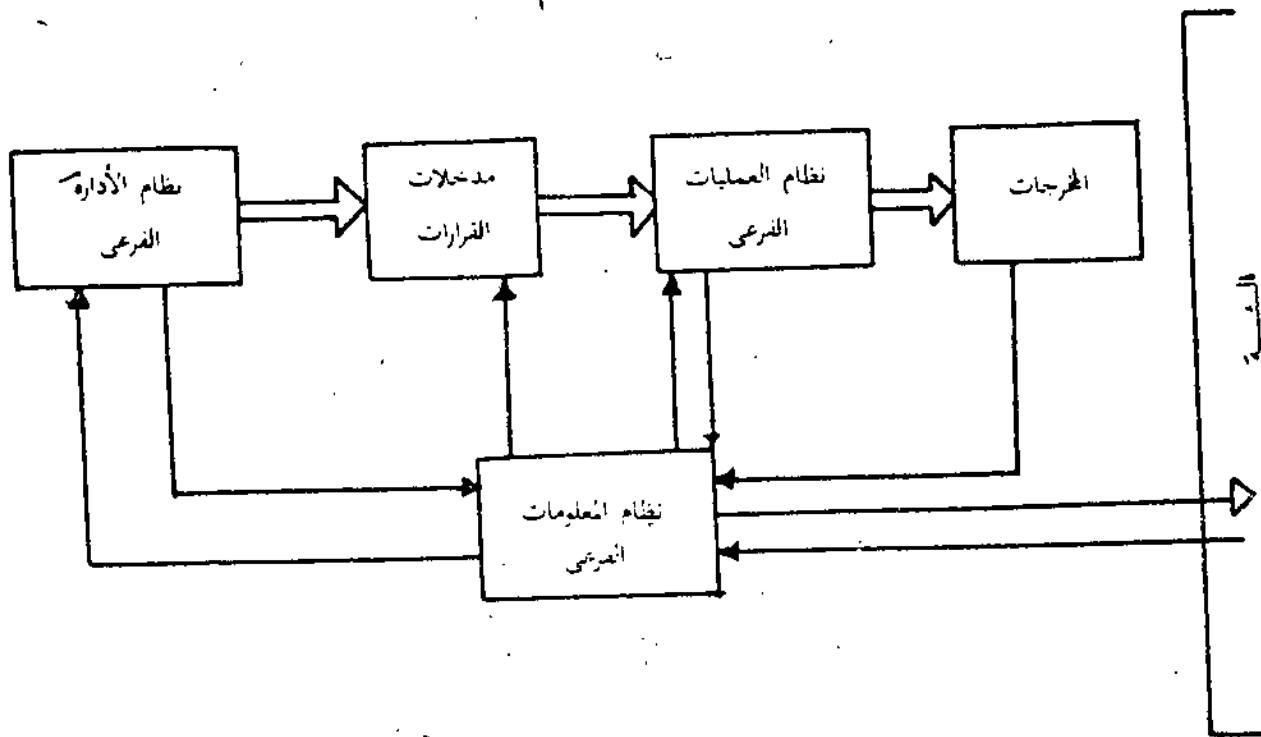 نظام الأدارة
الفرعى
مدخلات
القرارات
نظام العمليات
الفرعى
المخرجات
نظام المعلومات
الفرعى